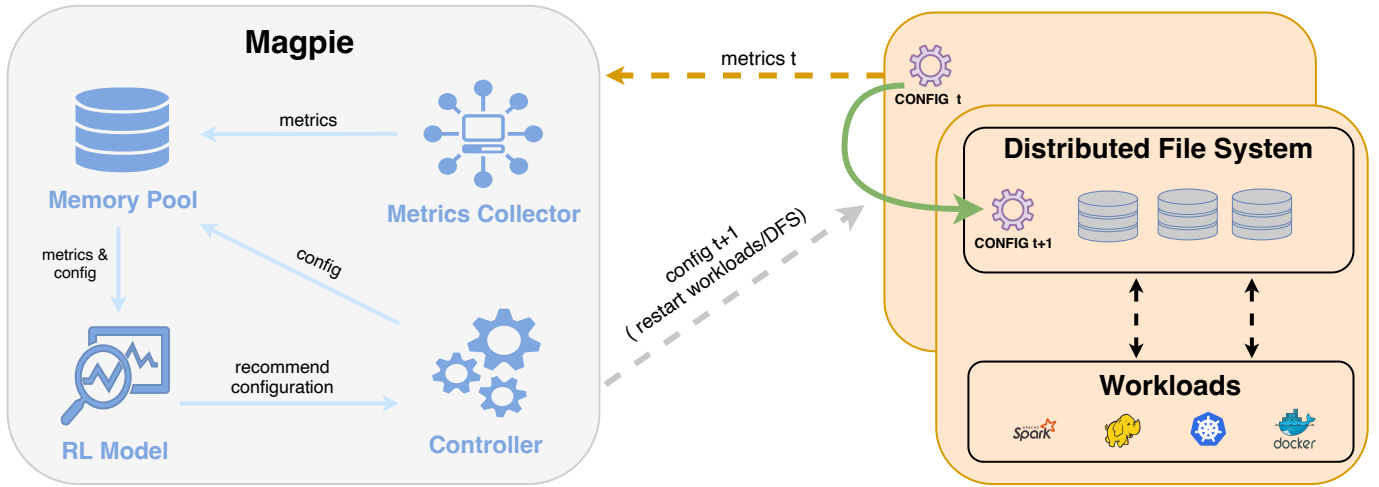 Magpie
metrics
Memory Pool
Metrics Collector
metrics &
config
config
recommend
configuration
RL Model
Controller
metrics t
config t+1
( restart workloads/DFS)
CONFIG t
Distributed File System
CONFIG t+1
Workloads
APACHE
Spark
docker